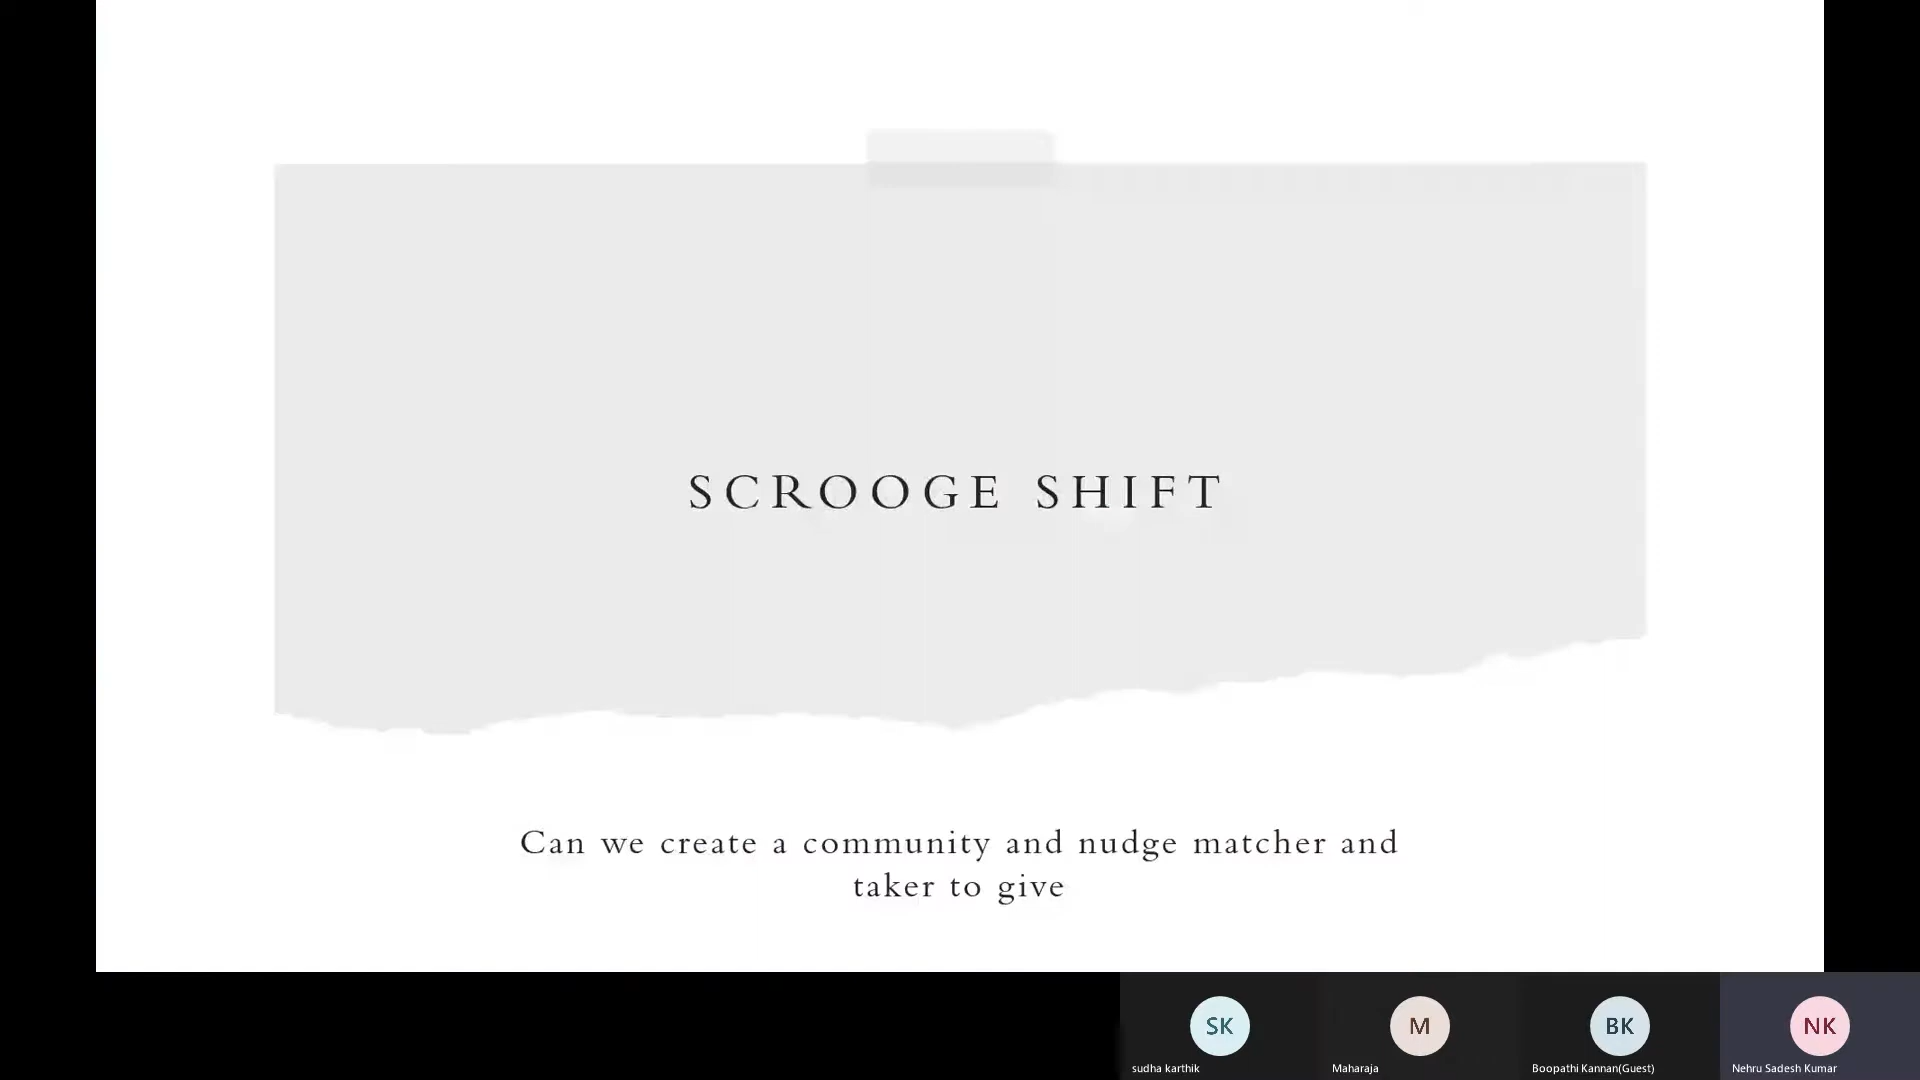 SCROOGE SHIFT
Can we create a community and nudge matcher and
taker to give
SK
M
BK
NK
sudha karthik
Maharaja
Boopathi Kannan(Guest)
Nehru Sadesh Kumar